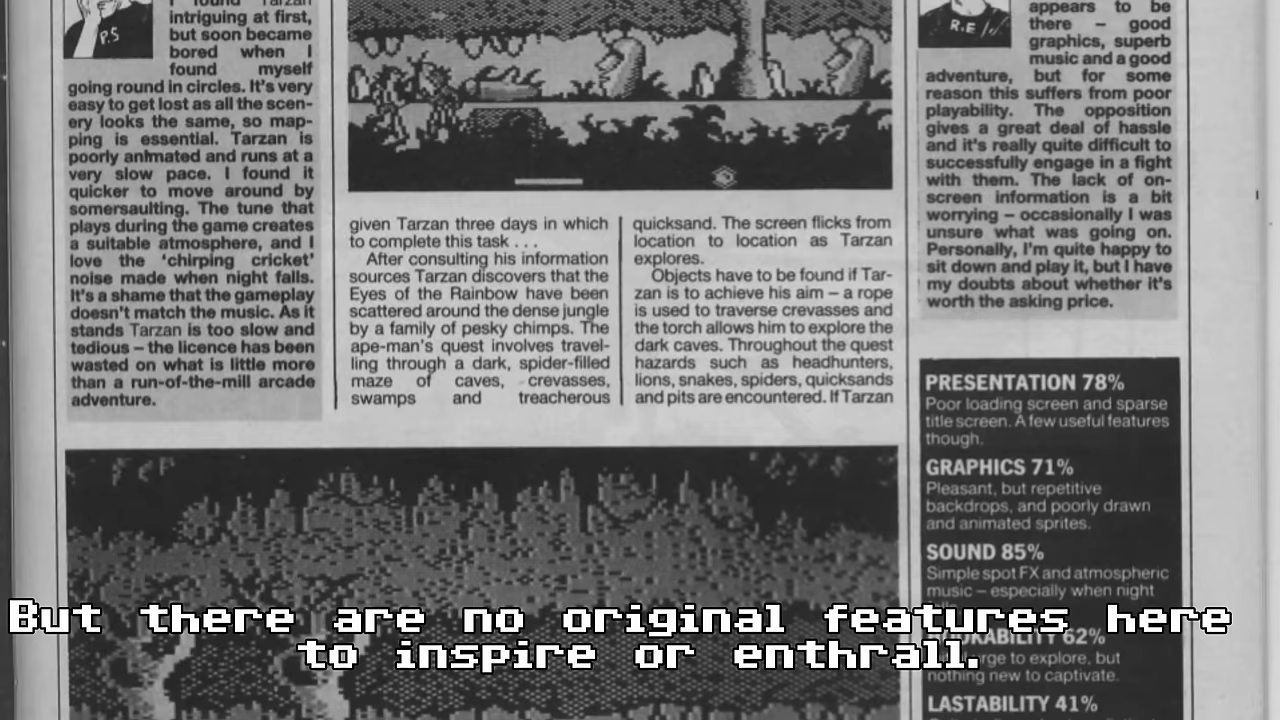 I found Tarzan
intriguing at first,
but soon became
bored when I
found myself
going round in circles. It's very
easy to get lost as all the scen-
ery looks the same, so map-
ping is essential. Tarzan is
poorly animated and runs at a
very slow pace. I found it
quicker to move around by
somersaulting. The tune that
plays during the game creates
a suitable atmosphere, and I
love the 'chirping cricket'
noise made when night falls.
It's a shame that the gameplay
doesn't match the music. As it
stands Tarzan is too slow and
tedious – the licence has been
wasted on what is little more
than a run-of-the-mill arcade
adventure.
P.S
given Tarzan three days in which
to complete this task . . .
After consulting his information
sources Tarzan discovers that the
Eyes of the Rainbow have been
scattered around the dense jungle
by a family of pesky chimps. The
ape-man's quest involves travel-
ling through a dark, spider-filled
maze of caves, crevasses,
swamps and treacherous
quicksand. The screen flicks from
location to location as Tarzan
explores.
Objects have to be found if Tar-
zan is to achieve his aim – a rope
is used to traverse crevasses and
the torch allows him to explore the
dark caves. Throughout the quest
hazards such as headhunters,
lions, snakes, spiders, quicksands
and pits are encountered. If Tarzan
R.E
appears to be
there – good
graphics, superb
music and a good
adventure, but for some
reason this suffers from poor
playability. The opposition
gives a great deal of hassle
and it's really quite difficult to
successfully engage in a fight
with them. The lack of on-
screen information is a bit
worrying – occasionally I was
unsure what was going on.
Personally, I'm quite happy to
sit down and play it, but I have
my doubts about whether it's
worth the asking price.
PRESENTATION 78%
Poor loading screen and sparse
title screen. A few useful features
though.
GRAPHICS 71%
Pleasant, but repetitive
backdrops, and poorly drawn
and animated sprites.
SOUND 85%
Simple spot FX and atmospheric
music – especially when night
HOOKABILITY 62%
to explore, but
nothing new to captivate.
LASTABILITY 41%
But there are no original features here
to inspire or enthrall.